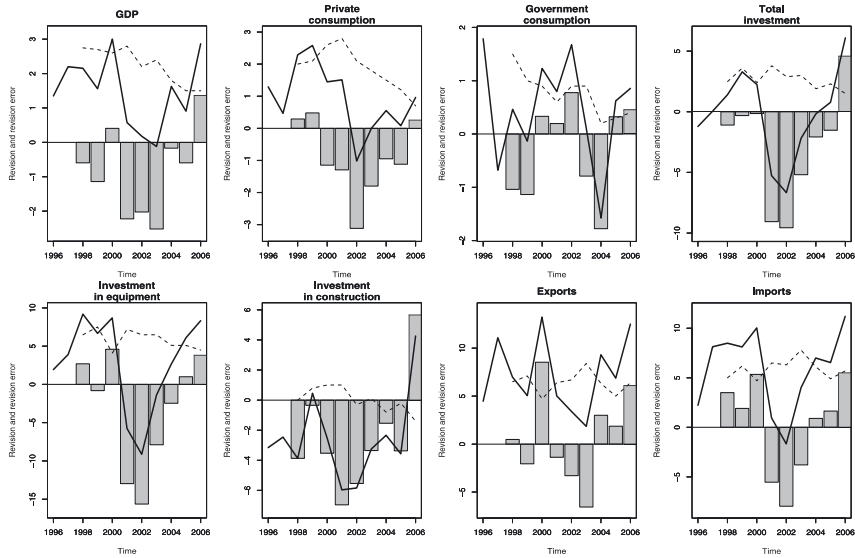 GDP
Private
consumption
Government
consumption
Total
investment
Revision and revision error
3
2
1
0
-1
-2
1996 1998 2000 2002 2004 2006
Time
Revision and revision error
3
2
1
0
-1
-2
-3
1996 1998 2000 2002 2004 2006
Time
Revision and revision error
2
1
0
-1
-2
1996 1998 2000 2002 2004 2006
Time
Revision and revision error
5
0
-5
-10
1996 1998 2000 2002 2004 2006
Time
Investment
in equipment
Investment
in construction
Exports
Imports
Revision and revision error
10
5
0
-5
-10
-15
1996 1998 2000 2002 2004 2006
Time
Revision and revision error
6
4
2
0
-2
-4
-6
1996 1998 2000 2002 2004 2006
Time
Revision and revision error
10
5
0
-5
1996 1998 2000 2002 2004 2006
Time
Revision and revision error
10
5
0
-5
1996 1998 2000 2002 2004 2006
Time